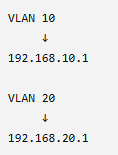 VLAN 10
↓
192.168.10.1
VLAN 20
↓
192.168.20.1